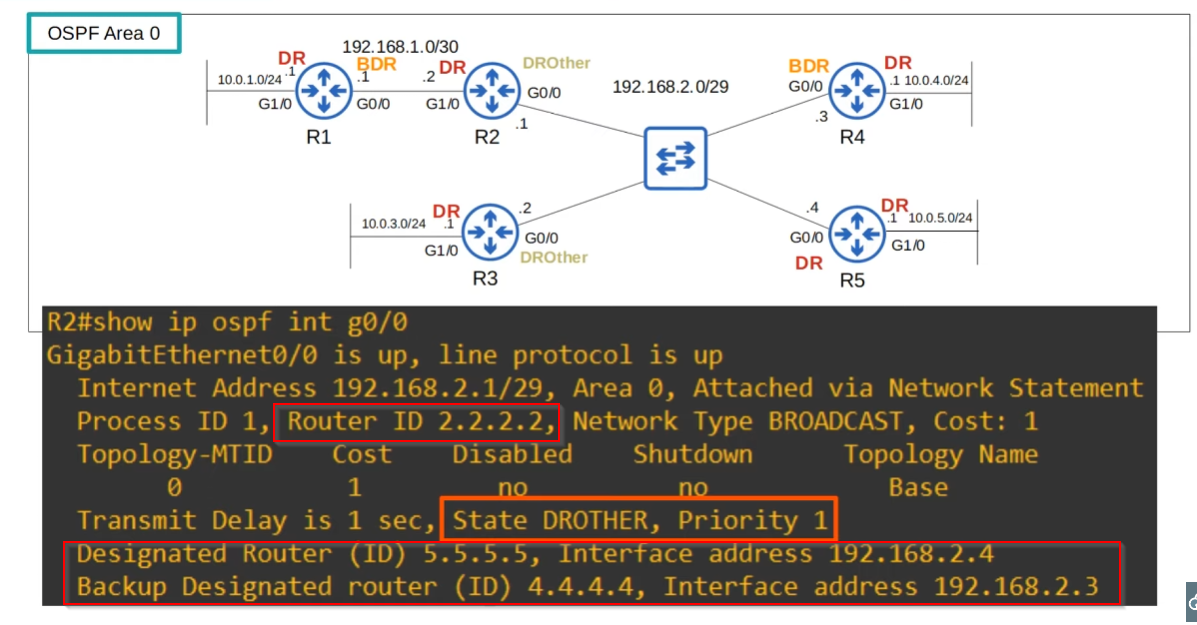 OSPF Area 0
192.168.1.0/30
DR
BDR
DR
DROther
BDR
DR
10.0.1.0/24 .1
.1
.2
G0/0
192.168.2.0/29
G0/0
.1 10.0.4.0/24
G1/0
G0/0
G1/0
G1/0
R1
R2
.1
.3
R4
DR
.2
.4
DR
10.0.3.0/24 .1
.1 10.0.5.0/24
G1/0
G0/0
G0/0
G1/0
DROther
DR
R3
R5
R2#show ip ospf int g0/0
GigabitEthernet0/0 is up, line protocol is up
Internet Address 192.168.2.1/29, Area 0, Attached via Network Statement
Process ID 1, Router ID 2.2.2.2, Network Type BROADCAST, Cost: 1
Topology-MTID Cost Disabled Shutdown Topology Name
0 1 no no Base
Transmit Delay is 1 sec, State DROTHER, Priority 1
Designated Router (ID) 5.5.5.5, Interface address 192.168.2.4
Backup Designated router (ID) 4.4.4.4, Interface address 192.168.2.3